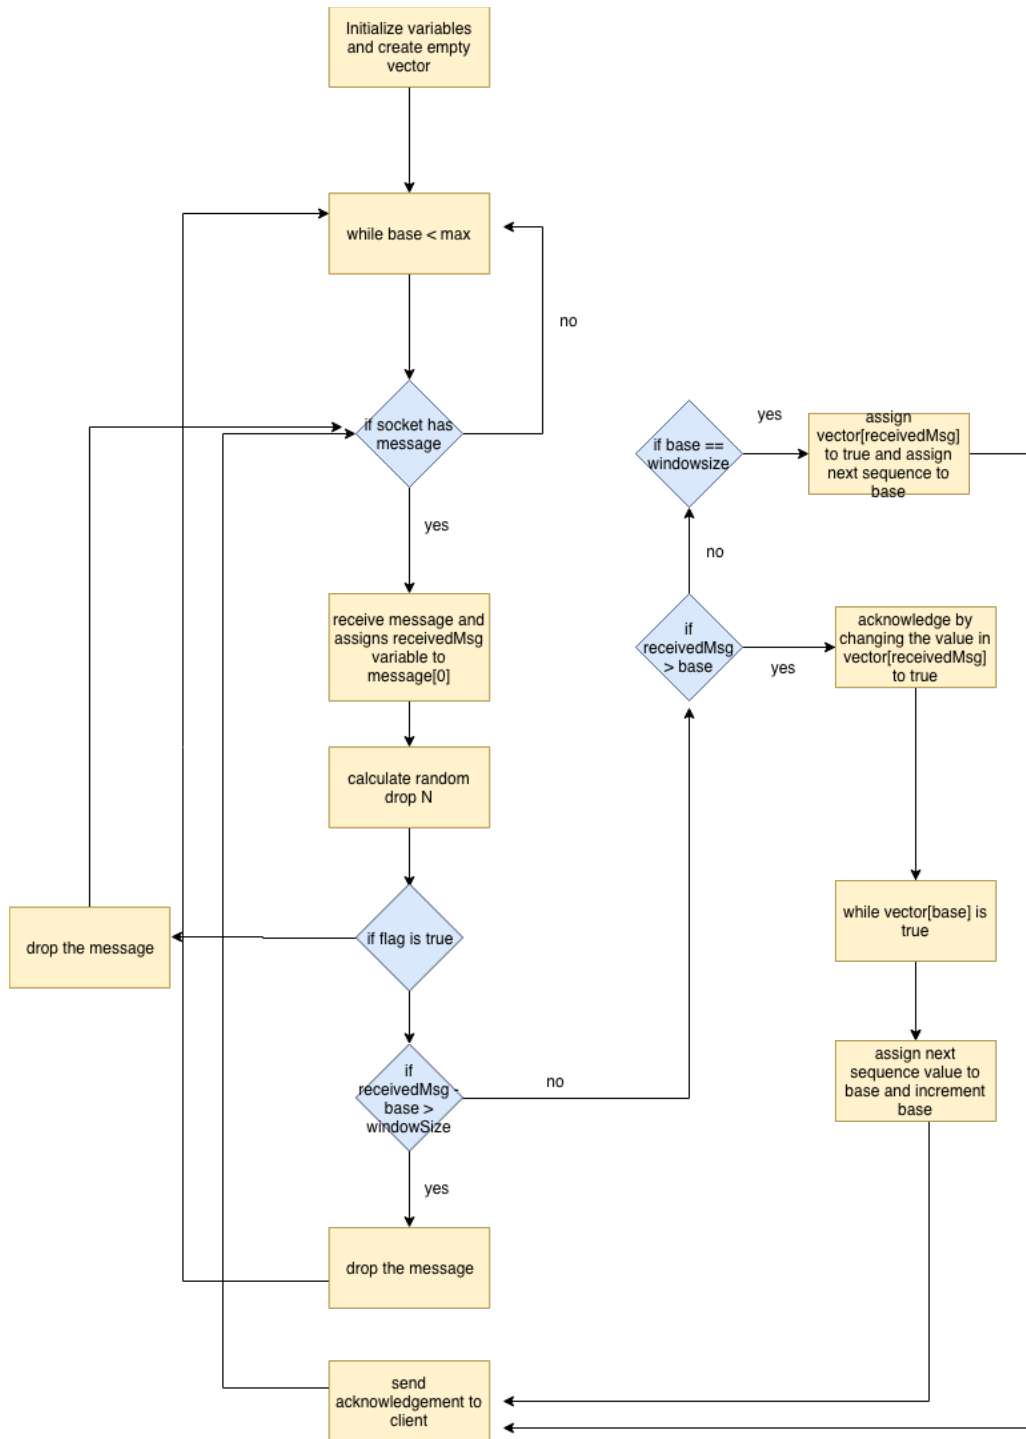 Initialize variables
and create empty
vector
while base < max
no
if socket has
message
yes
if base ==
windowsize
yes
assign
vector[receivedMsg]
to true and assign
next sequence to
base
no
receive message and
assigns receivedMsg
variable to
message[0]
if
receivedMsg
> base
yes
acknowledge by
changing the value in
vector[receivedMsg]
to true
calculate random
drop N
drop the message
if flag is true
while vector[base] is
true
if
receivedMsg -
base >
windowSize
no
assign next
sequence value to
base and increment
base
yes
drop the message
send
acknowledgement to
client